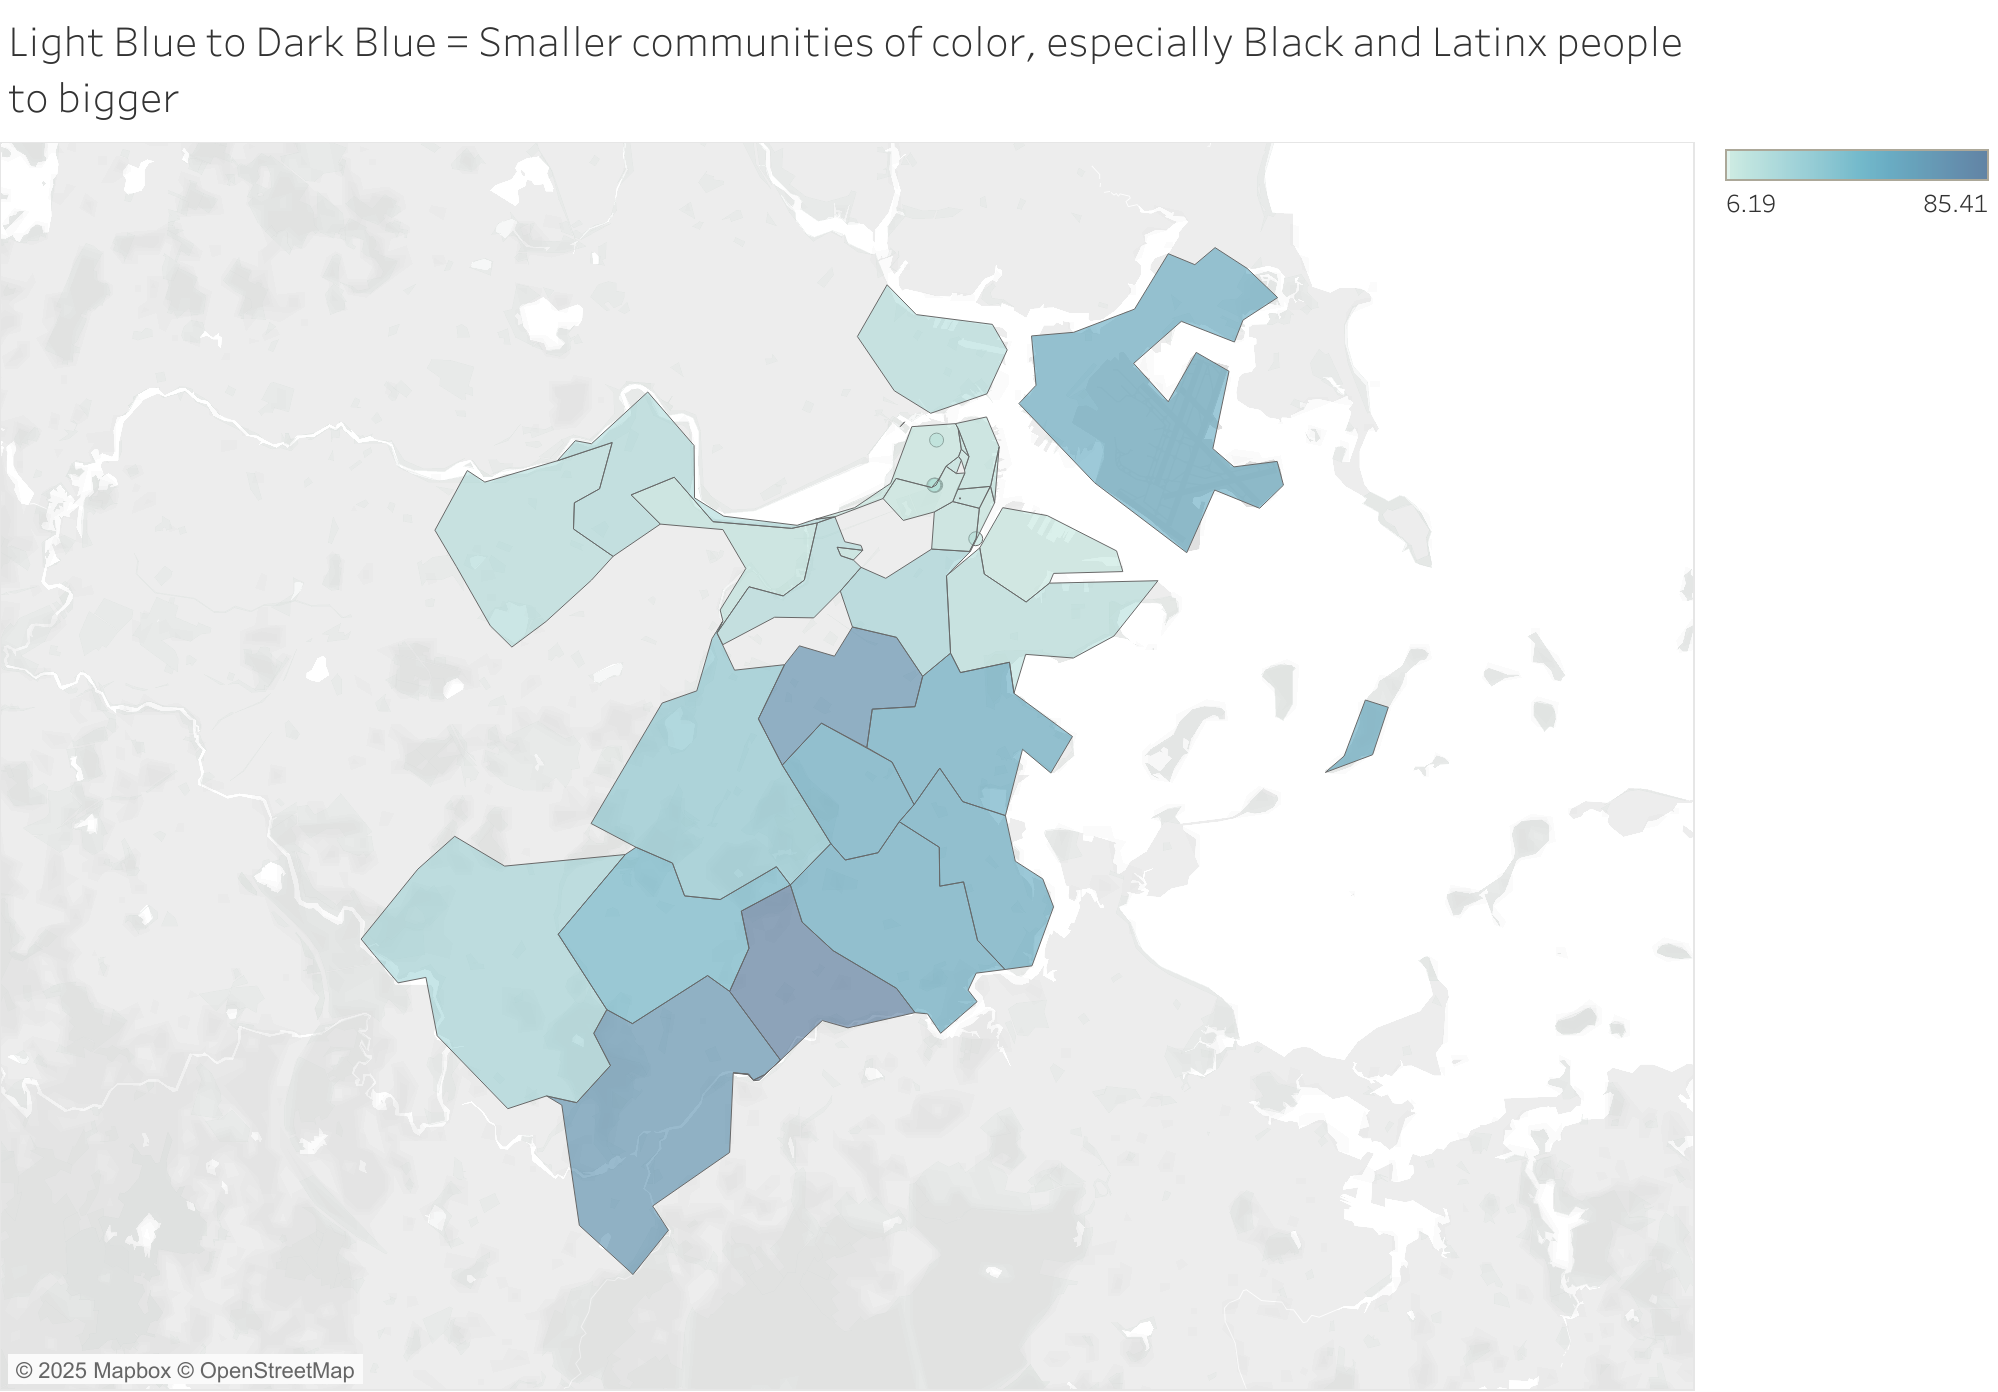 Light Blue to Dark Blue = Smaller communities of color, especially Black and Latinx people
to bigger
6.19
85.41
© 2025 Mapbox © OpenStreetMap